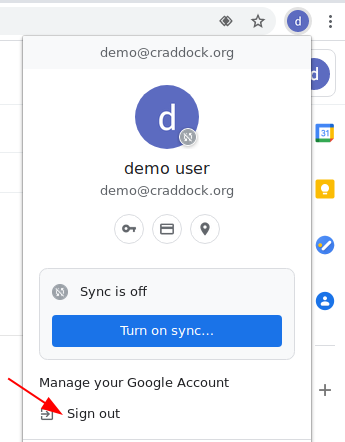 d
demo@craddock.org
d
d
demo user
demo@craddock.org
31
Sync is off
Turn on sync...
Manage your Google Account
Sign out